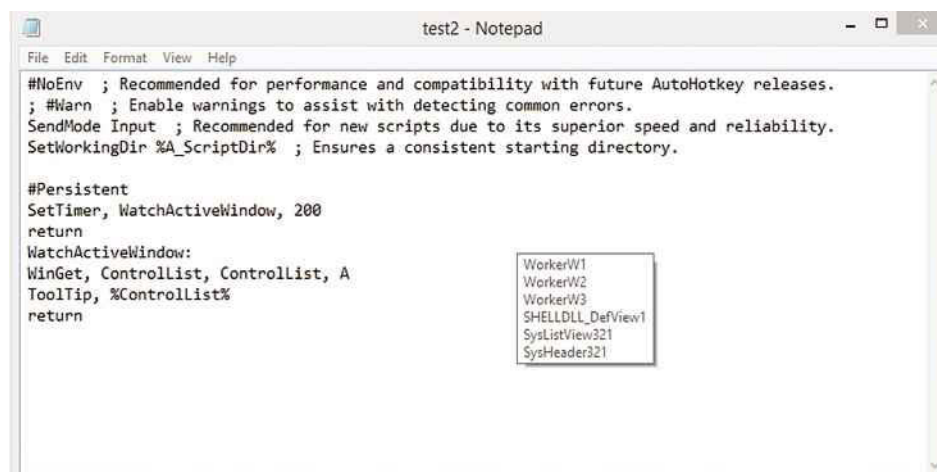 test2 - Notepad
File Edit Format View Help
#NoEnv  ; Recommended for performance and compatibility with future AutoHotkey releases.
; #Warn  ; Enable warnings to assist with detecting common errors.
SendMode Input  ; Recommended for new scripts due to its superior speed and reliability.
SetWorkingDir %A_ScriptDir%  ; Ensures a consistent starting directory.
#Persistent
SetTimer, WatchActiveWindow, 200
return
WatchActiveWindow:
WinGet, ControlList, ControlList, A
ToolTip, %ControlList%
return
WorkerW1
WorkerW2
WorkerW3
SHELLDLL_DefView1
SysListView321
SysHeader321